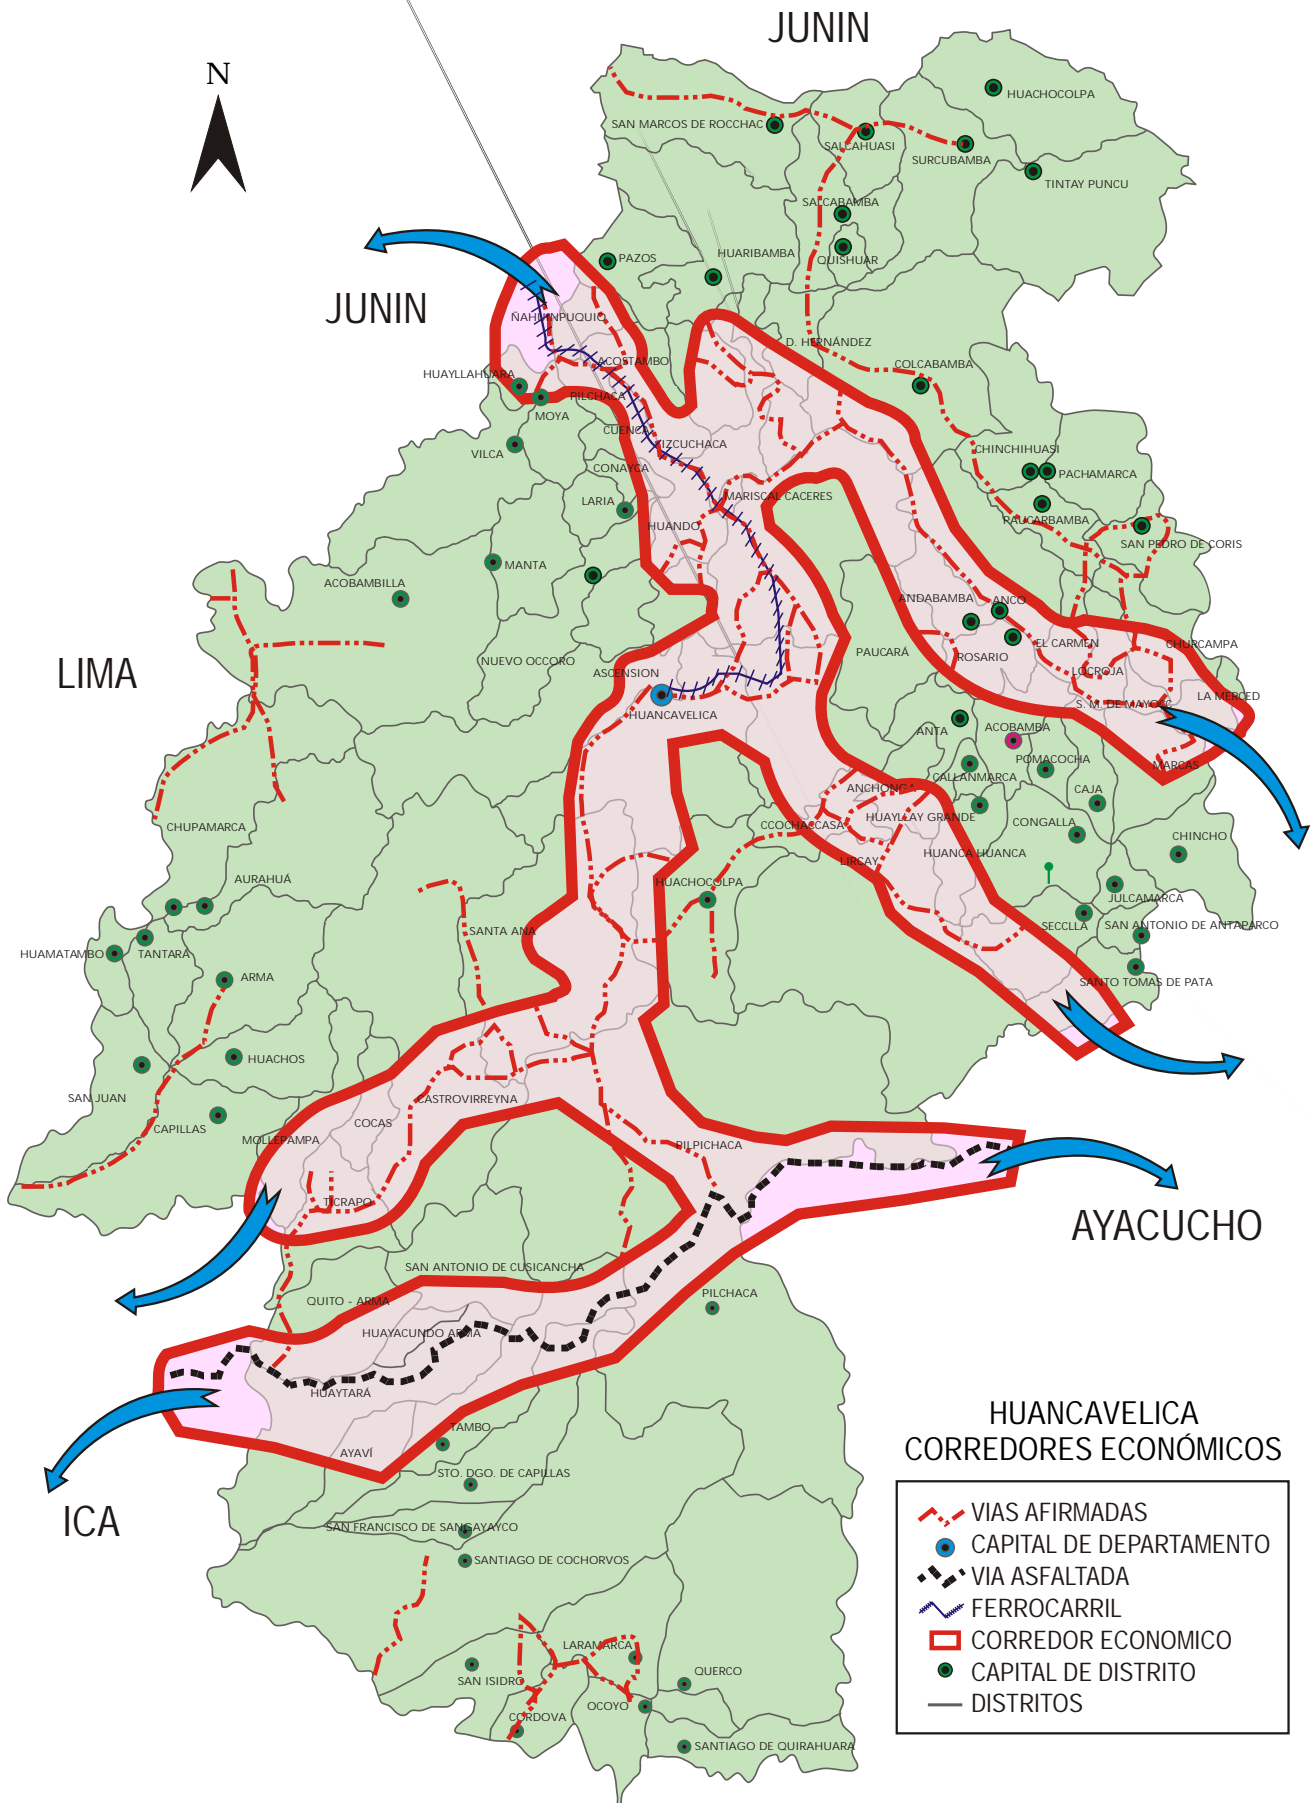 JUNIN
N
HUACHOCOLPA
SAN MARCOS DE ROCCHAC
SALCAHUASI
SURCUBAMBA
TINTAY PUNCU
SALCABAMBA
HUARIBAMBA
PAZOS
QUISHUAR
JUNIN
ÑAHUINPUQUIO
D. HERNÁNDEZ
ACOSTAMBO
COLCABAMBA
HUAYLLAHUARA
PILCHACA
MOYA
CUENCA
IZCUCHACA
VILCA
CHINCHIHUASI
CONAYCA
PACHAMARCA
MARISCAL CACERES
LARIA
PAUCARBAMBA
HUANDO
SAN PEDRO DE CORIS
MANTA
ACOBAMBILLA
ANDABAMBA
ANCO
EL CARMEN
CHURCAMPA
PAUCARÁ
ROSARIO
NUEVO OCCORO
LOCROJA
LIMA
ASCENSION
LA MERCED
S. M. DE MAYOSC
HUANCAVELICA
ANTA
ACOBAMBA
POMACOCHA
MARCAS
CALLANMARCA
ANCHONGA
CAJA
HUAYLLAY GRANDE
CCOCHACCASA
CONGALLA
CHUPAMARCA
CHINCHO
HUANCA HUANCA
LIRCAY
AURAHUÁ
HUACHOCOLPA
JULCAMARCA
SECCLLA
SAN ANTONIO DE ANTAPARCO
SANTA ANA
HUAMATAMBO
TANTARÁ
ARMA
SANTO TOMAS DE PATA
HUACHOS
SAN JUAN
CASTROVIRREYNA
COCAS
CAPILLAS
MOLLEPAMPA
PILPICHACA
TICRAPO
AYACUCHO
SAN ANTONIO DE CUSICANCHA
PILCHACA
QUITO - ARMA
HUAYACUNDO ARMA
HUAYTARÁ
TAMBO
AYAVÍ
STO. DGO. DE CAPILLAS
ICA
SAN FRANCISCO DE SANGAYAYCO
SANTIAGO DE COCHORVOS
LARAMARCA
QUERCO
SAN ISIDRO
OCOYO
CORDOVA
SANTIAGO DE QUIRAHUARA
HUANCAVELICA
CORREDORES ECONÓMICOS
VIAS AFIRMADAS
CAPITAL DE DEPARTAMENTO
VIA ASFALTADA
FERROCARRIL
CORREDOR ECONOMICO
CAPITAL DE DISTRITO
DISTRITOS